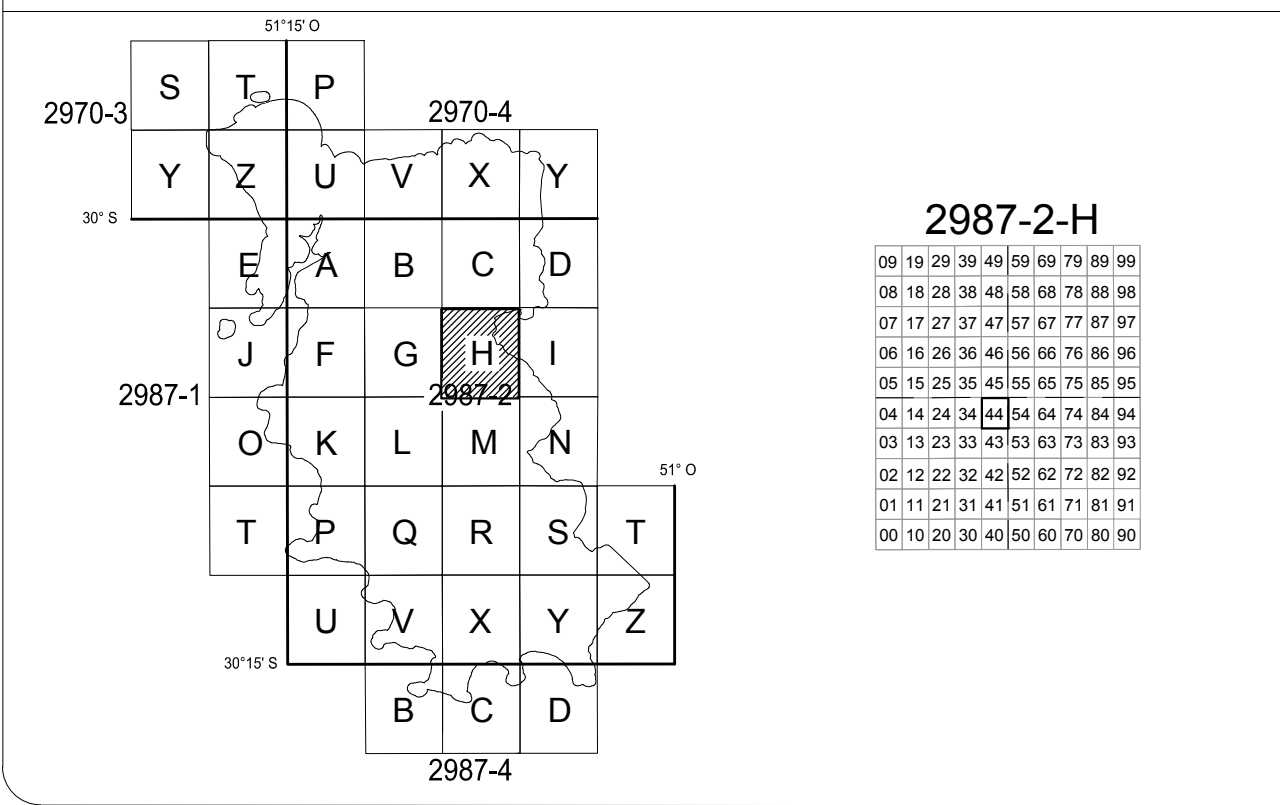 51°15' O
S T P
2970-3 2970-4
Y Z U V X Y
30° S
E A B C D
J F G H I
2987-1 2987-2
O K L M N
51° O
T P Q R S T
U V X Y Z
30°15' S
B C D
2987-4
2987-2-H
09 19 29 39 49 59 69 79 89 99
08 18 28 38 48 58 68 78 88 98
07 17 27 37 47 57 67 77 87 97
06 16 26 36 46 56 66 76 86 96
05 15 25 35 45 55 65 75 85 95
04 14 24 34 44 54 64 74 84 94
03 13 23 33 43 53 63 73 83 93
02 12 22 32 42 52 62 72 82 92
01 11 21 31 41 51 61 71 81 91
00 10 20 30 40 50 60 70 80 90